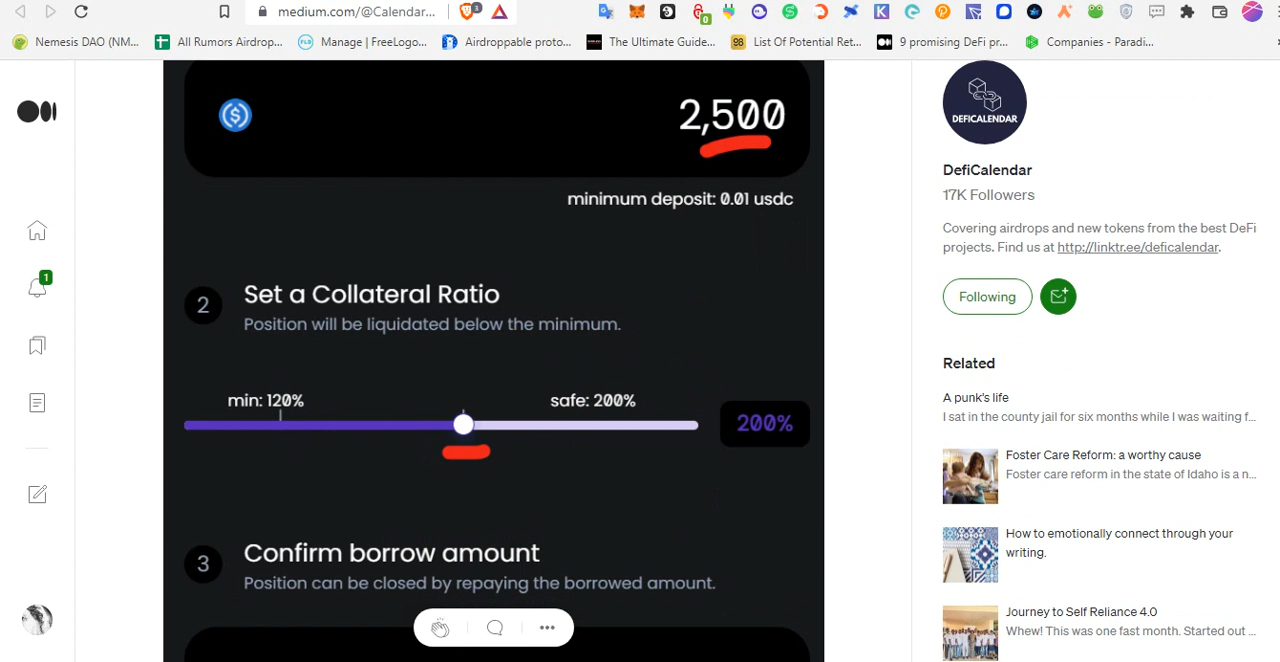 medium.com/@Calendar...
3
0
Nemesis DAO (NM...
All Rumors Airdrop...
FLG
Manage | FreeLogo...
Airdroppable proto...
The Ultimate Guide...
98
List Of Potential Ret...
9 promising DeFi pr...
Companies - Paradi...
2,500
minimum deposit: 0.01 usdc
2
Set a Collateral Ratio
Position will be liquidated below the minimum.
min: 120%
safe: 200%
200%
3
Confirm borrow amount
Position can be closed by repaying the borrowed amount.
1
DEFICALENDAR
DefiCalendar
17K Followers
Covering airdrops and new tokens from the best DeFi
projects. Find us at http://linktr.ee/deficalendar.
Following
Related
A punk's life
I sat in the county jail for six months while I was waiting f...
Foster Care Reform: a worthy cause
Foster care reform in the state of Idaho is a n...
How to emotionally connect through your
writing.
Journey to Self Reliance 4.0
Whew! This was one fast month. Started out ...